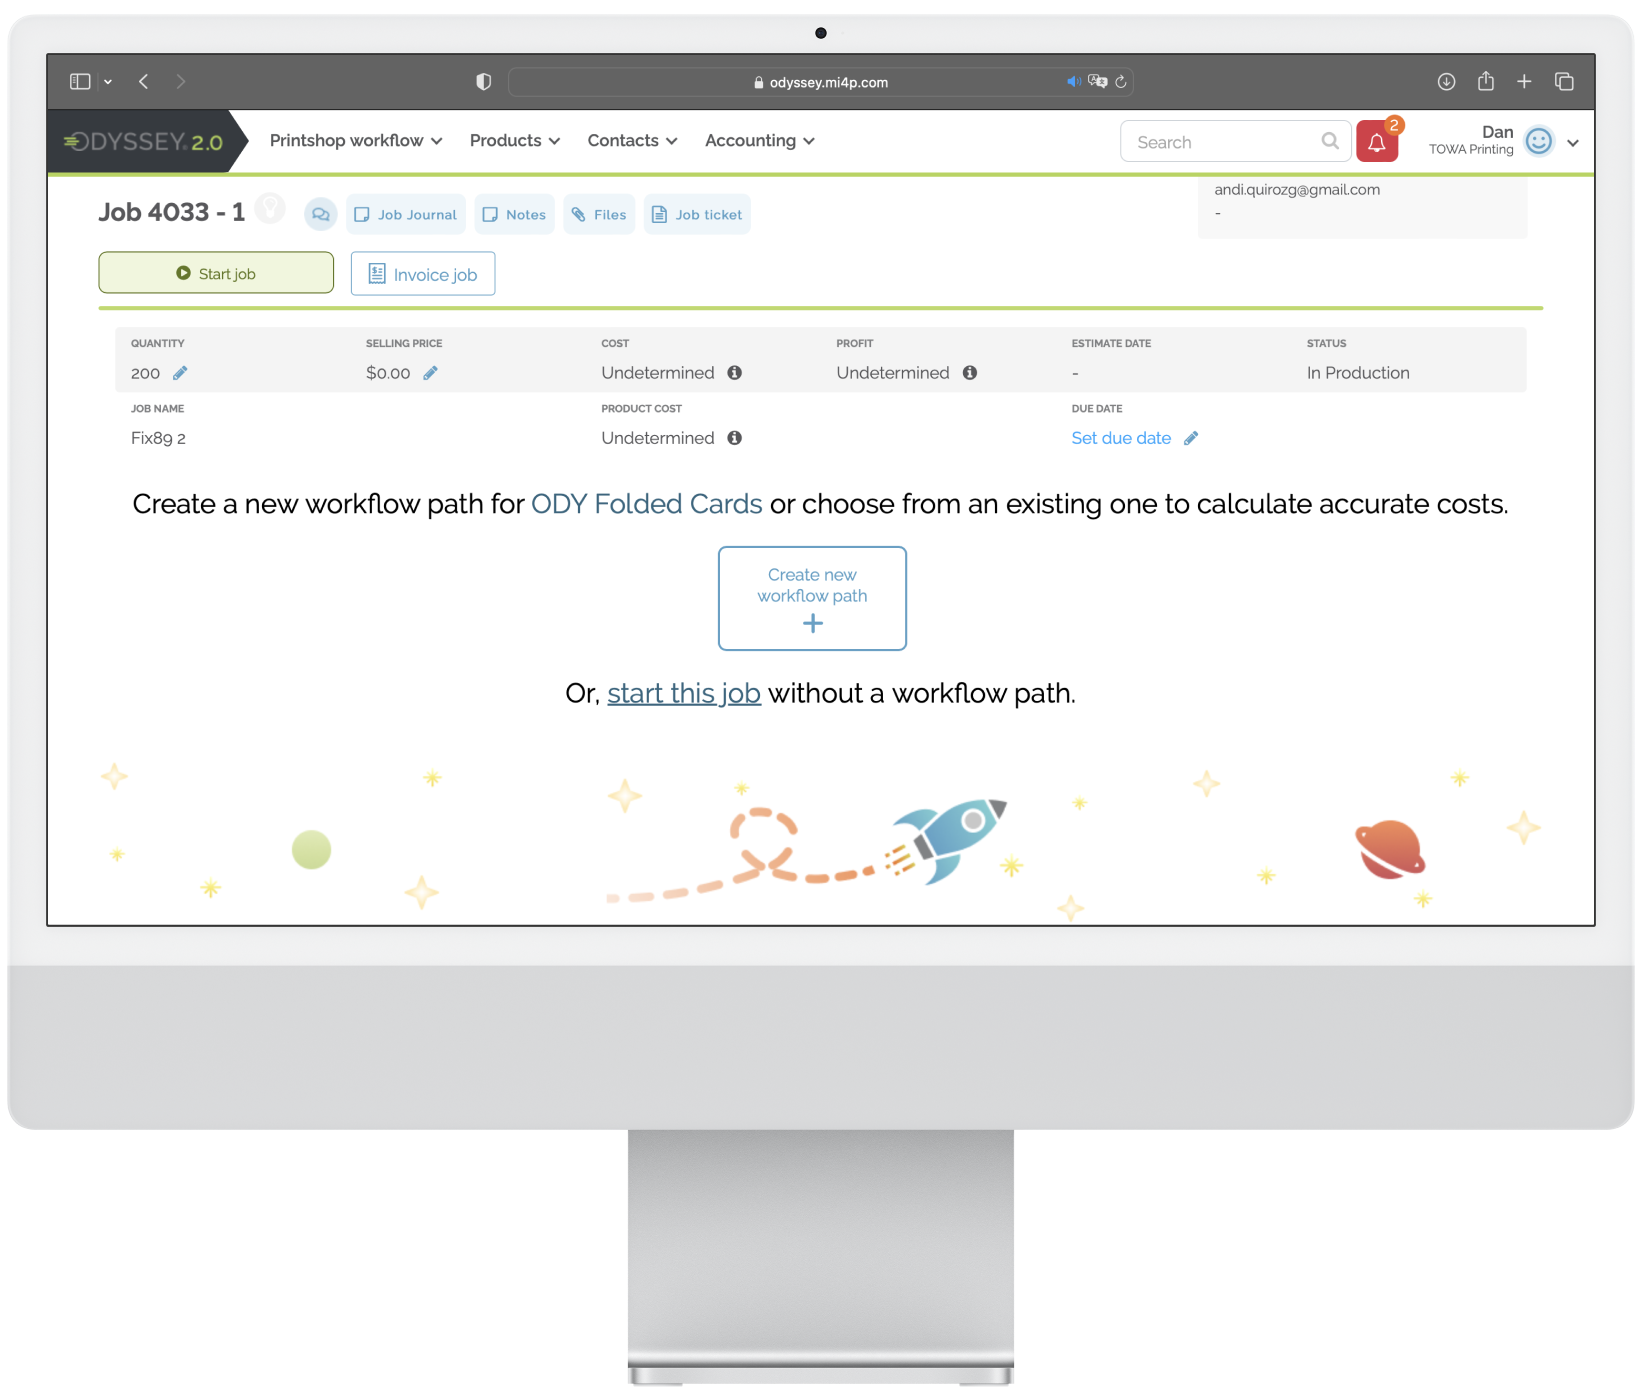 odyssey.mi4p.com
ODYSSEY 2.0
Printshop workflow
Products
Contacts
Accounting
Search
2
Dan
TOWA Printing
andi.quirozg@gmail.com
-
Job 4033 - 1
Job Journal
Notes
Files
Job ticket
Start job
Invoice job
QUANTITY
200
SELLING PRICE
$0.00
COST
Undetermined
PROFIT
Undetermined
ESTIMATE DATE
-
STATUS
In Production
JOB NAME
Fix89 2
PRODUCT COST
Undetermined
DUE DATE
Set due date
Create a new workflow path for ODY Folded Cards or choose from an existing one to calculate accurate costs.
Create new
workflow path
+
Or, start this job without a workflow path.